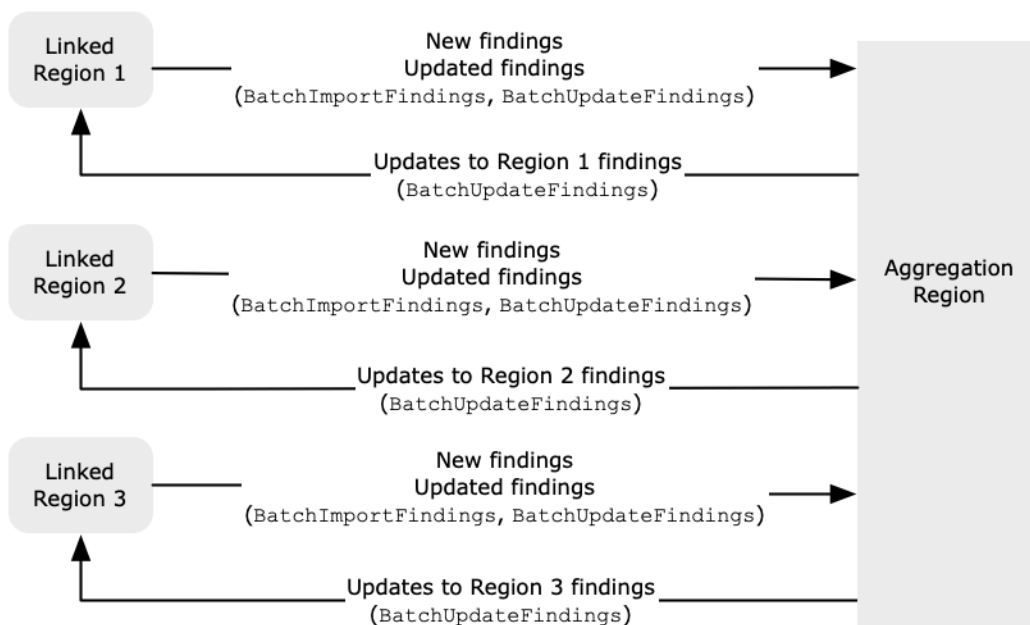 Linked
Region 1
New findings
Updated findings
(BatchImportFindings, BatchUpdateFindings)
Updates to Region 1 findings
(BatchUpdateFindings)
Linked
Region 2
New findings
Updated findings
(BatchImportFindings, BatchUpdateFindings)
Aggregation
Region
Updates to Region 2 findings
(BatchUpdateFindings)
Linked
Region 3
New findings
Updated findings
(BatchImportFindings, BatchUpdateFindings)
Updates to Region 3 findings
(BatchUpdateFindings)